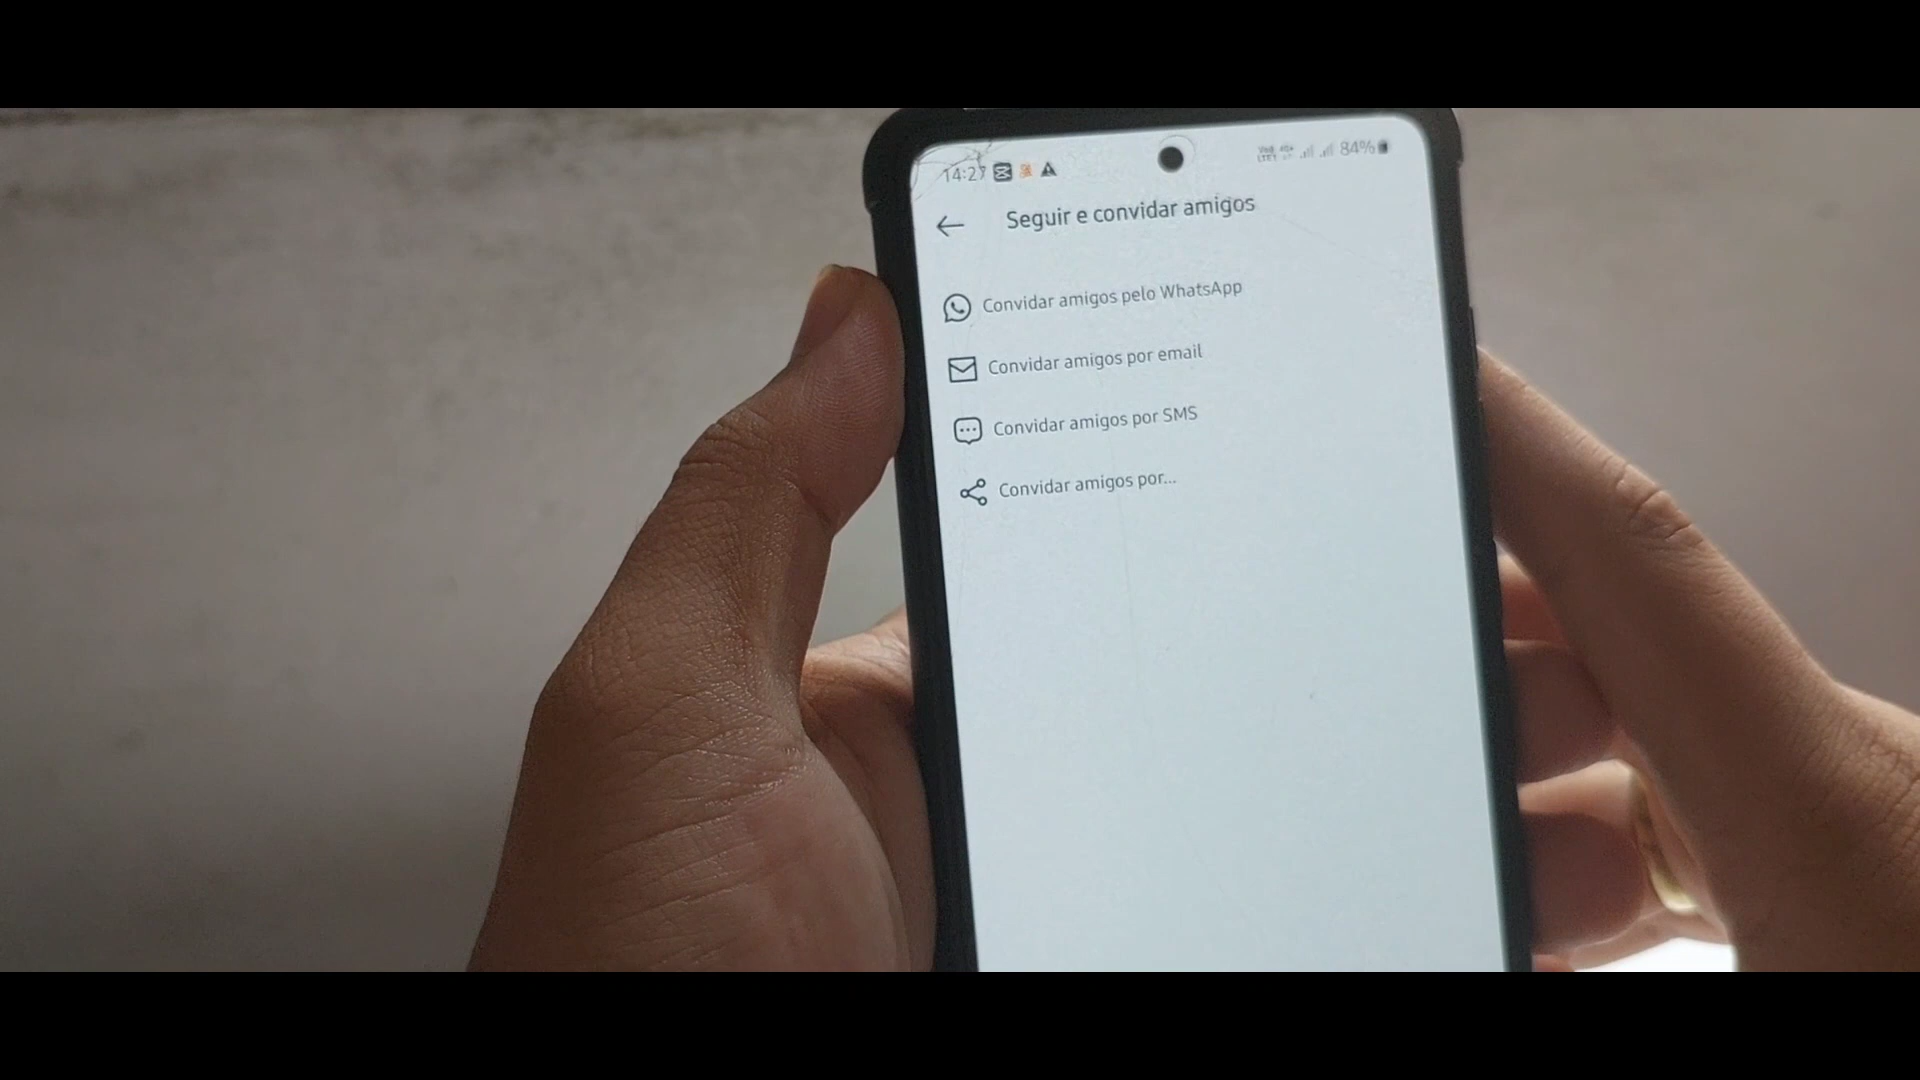 14:27
84%
Seguir e convidar amigos
Convidar amigos pelo WhatsApp
Convidar amigos por email
Convidar amigos por SMS
Convidar amigos por...